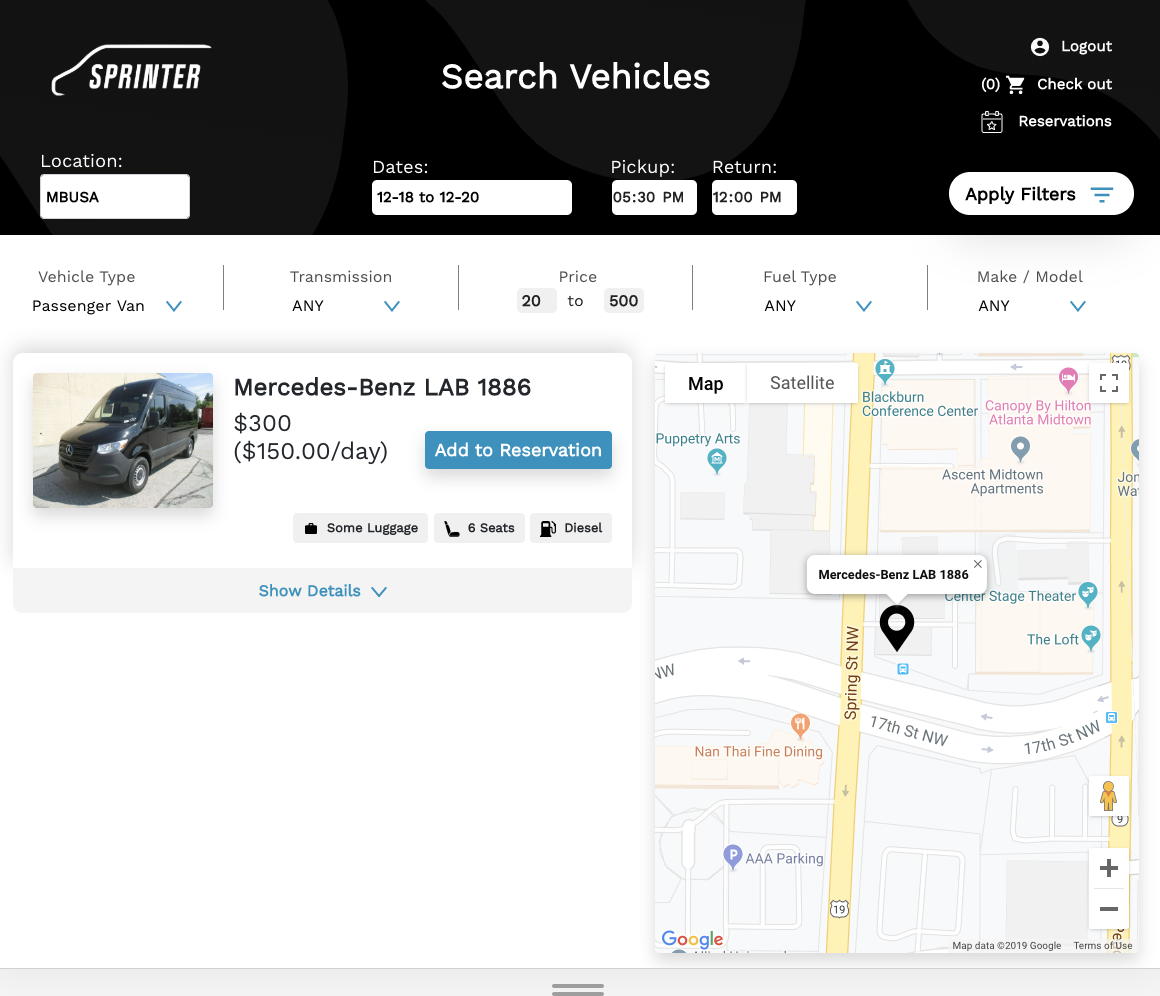 SPRINTER
Search Vehicles
Logout
(0) Check out
Reservations
Location:
MBUSA
Dates:
12-18 to 12-20
Pickup:
05:30 PM
Return:
12:00 PM
Apply Filters
Vehicle Type
Passenger Van
Transmission
ANY
Price
20 to 500
Fuel Type
ANY
Make / Model
ANY
Mercedes-Benz LAB 1886
$300
($150.00/day)
Add to Reservation
Some Luggage
6 Seats
Diesel
Show Details
Map
Satellite
Blackburn
Conference Center
Canopy By Hilton
Atlanta Midtown
Puppetry Arts
Ascent Midtown
Apartments
Mercedes-Benz LAB 1886
Center Stage Theater
The Loft
Spring St NW
NW
17th St NW
17th St NW
Nan Thai Fine Dining
P
AAA Parking
9
19
Google
Map data ©2019 Google
Terms of Use